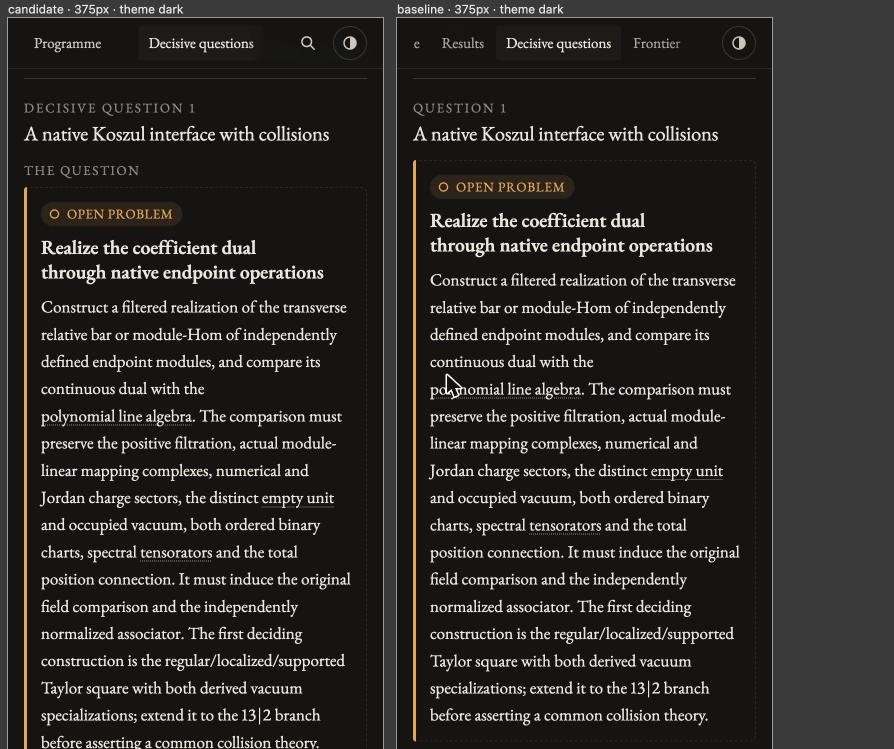 candidate · 375px · theme dark
Programme
Decisive questions
DECISIVE QUESTION 1
A native Koszul interface with collisions
THE QUESTION
OPEN PROBLEM
Realize the coefficient dual
through native endpoint operations
Construct a filtered realization of the transverse
relative bar or module-Hom of independently
defined endpoint modules, and compare its
continuous dual with the
polynomial line algebra. The comparison must
preserve the positive filtration, actual module-
linear mapping complexes, numerical and
Jordan charge sectors, the distinct empty unit
and occupied vacuum, both ordered binary
charts, spectral tensorators and the total
position connection. It must induce the original
field comparison and the independently
normalized associator. The first deciding
construction is the regular/localized/supported
Taylor square with both derived vacuum
specializations; extend it to the 13|2 branch
before asserting a common collision theory.
baseline · 375px · theme dark
e
Results
Decisive questions
Frontier
QUESTION 1
A native Koszul interface with collisions
OPEN PROBLEM
Realize the coefficient dual
through native endpoint operations
Construct a filtered realization of the transverse
relative bar or module-Hom of independently
defined endpoint modules, and compare its
continuous dual with the
polynomial line algebra. The comparison must
preserve the positive filtration, actual module-
linear mapping complexes, numerical and
Jordan charge sectors, the distinct empty unit
and occupied vacuum, both ordered binary
charts, spectral tensorators and the total
position connection. It must induce the original
field comparison and the independently
normalized associator. The first deciding
construction is the regular/localized/supported
Taylor square with both derived vacuum
specializations; extend it to the 13|2 branch
before asserting a common collision theory.